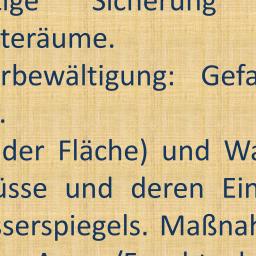 Sicherung
teräume.
rbewältigung: Gefa
.
der Fläche) und Wa
üsse und deren Ein
sserspiegels. Maßnah